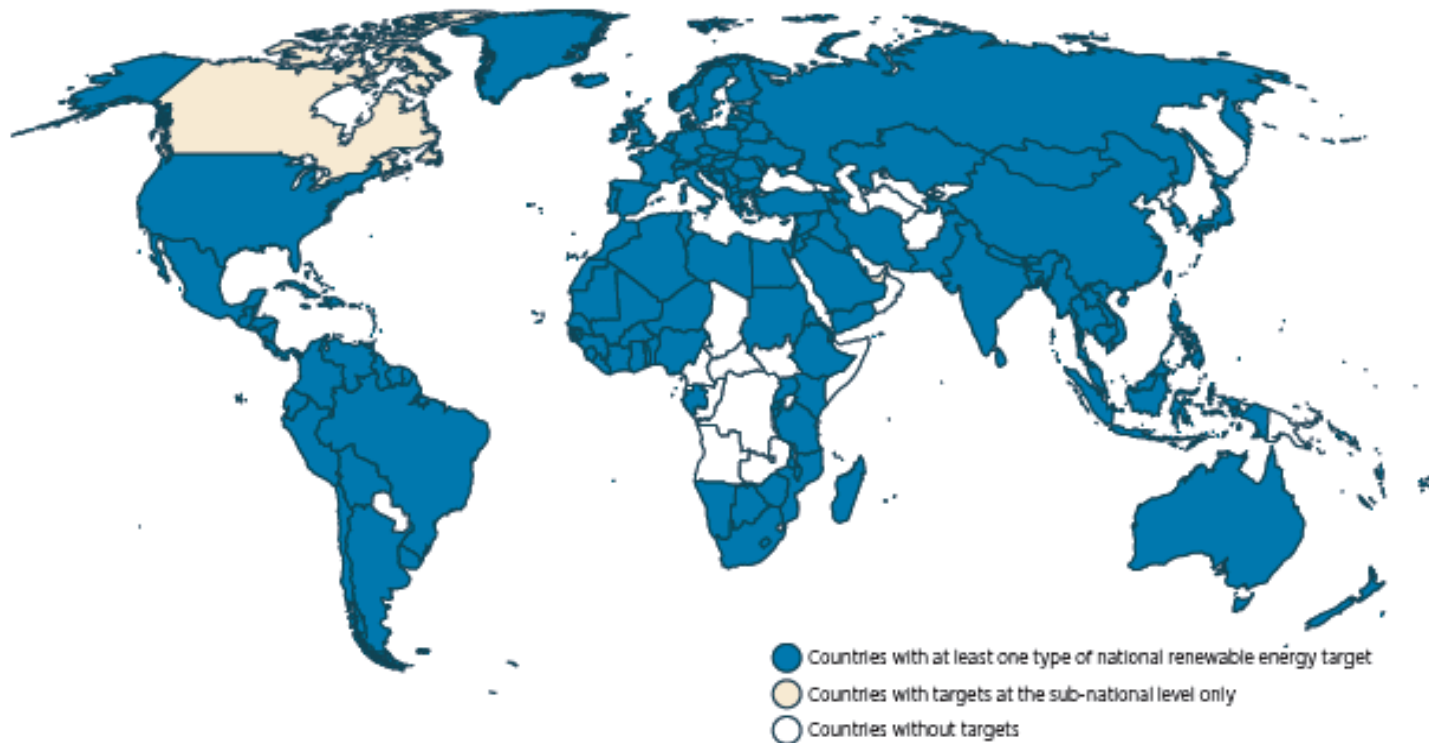 Countries with at least one type of national renewable energy target
Countries with targets at the sub-national level only
Countries without targets